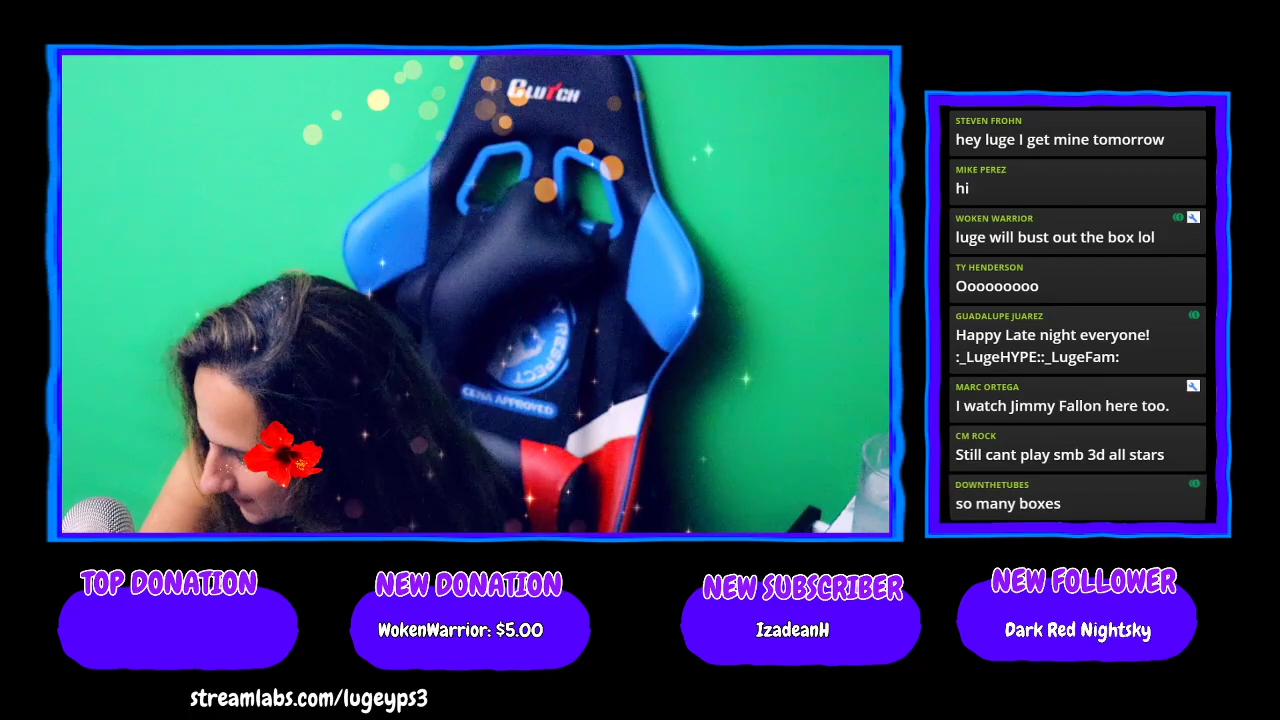 CLUTCH
Y RESPECT
CENA APPROVED
STEVEN FROHN
hey luge I get mine tomorrow
MIKE PEREZ
hi
WOKEN WARRIOR
luge will bust out the box lol
TY HENDERSON
Ooooooooo
GUADALUPE JUAREZ
Happy Late night everyone!
:_LugeHYPE::_LugeFam:
MARC ORTEGA
I watch Jimmy Fallon here too.
CM ROCK
Still cant play smb 3d all stars
DOWNTHETUBES
so many boxes
TOP DONATION
NEW DONATION
WokenWarrior: $5.00
NEW SUBSCRIBER
IzadeanH
NEW FOLLOWER
Dark Red Nightsky
streamlabs.com/lugeyps3